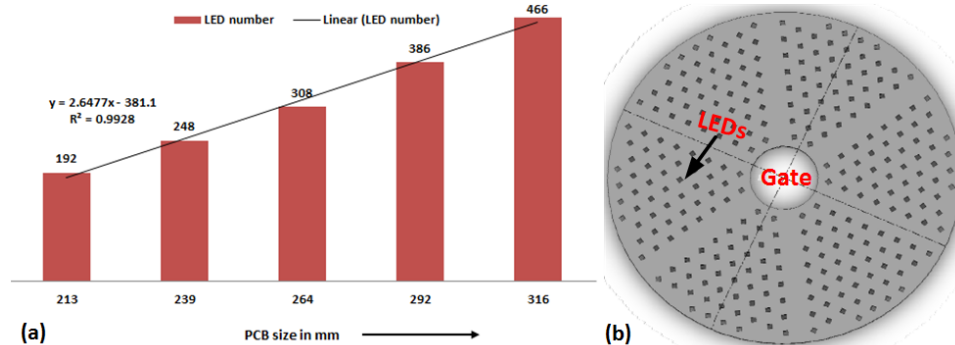 LED number Linear (LED number)
466
386
308
248
192
y = 2.6477x - 381.1
R² = 0.9928
213 239 264 292 316
(a) PCB size in mm
LEDs
Gate
(b)